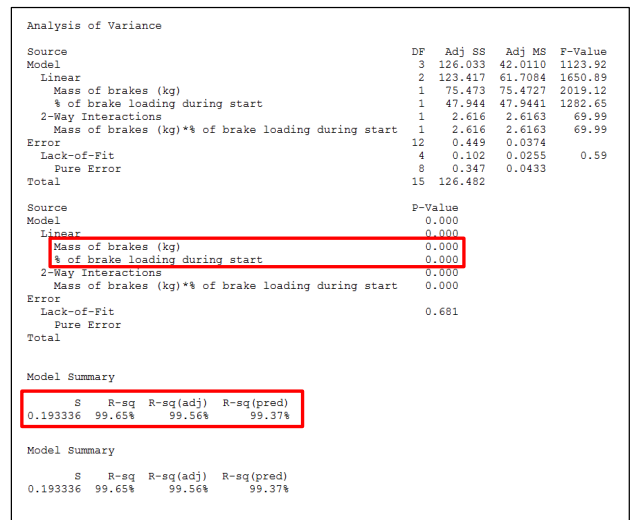 Analysis of Variance
Source DF Adj SS Adj MS F-Value
Model 3 126.033 42.0110 1123.92
Linear 2 123.417 61.7084 1650.89
Mass of brakes (kg) 1 75.473 75.4727 2019.12
% of brake loading during start 1 47.944 47.9441 1282.65
2-Way Interactions 1 2.616 2.6163 69.99
Mass of brakes (kg)*% of brake loading during start 1 2.616 2.6163 69.99
Error 12 0.449 0.0374
Lack-of-Fit 4 0.102 0.0255 0.59
Pure Error 8 0.347 0.0433
Total 15 126.482
Source P-Value
Model 0.000
Linear 0.000
Mass of brakes (kg) 0.000
% of brake loading during start 0.000
2-Way Interactions 0.000
Mass of brakes (kg)*% of brake loading during start 0.000
Error
Lack-of-Fit 0.681
Pure Error
Total
Model Summary
S R-sq R-sq(adj) R-sq(pred)
0.193336 99.65% 99.56% 99.37%
Model Summary
S R-sq R-sq(adj) R-sq(pred)
0.193336 99.65% 99.56% 99.37%